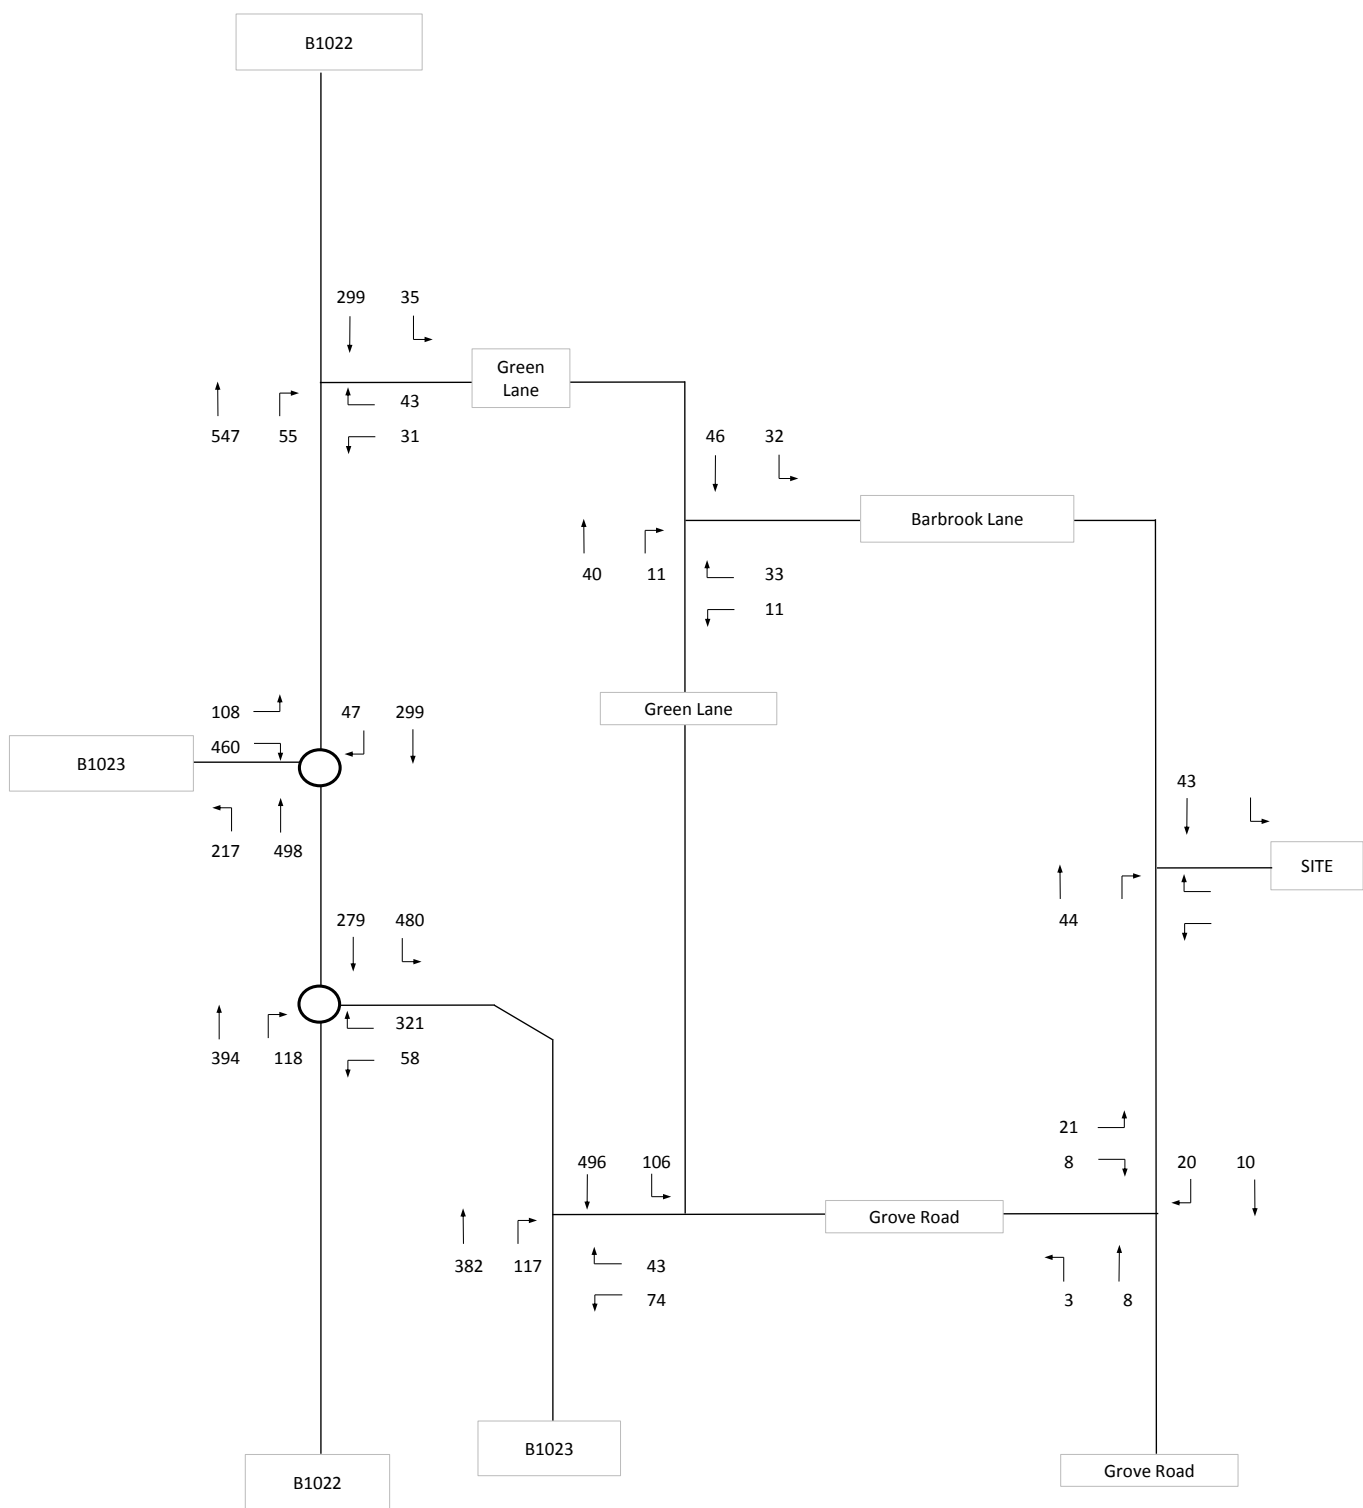 B1022
299 35
Green
Lane
43
547 55 31
46 32
Barbrook Lane
40 11 33
11
Green Lane
108 47 299
460
B1023
43
217 498
SITE
279 480
44
321
394 118 58
21
496 106 8 20 10
Grove Road
382 117 43
74 3 8
B1023
Grove Road
B1022